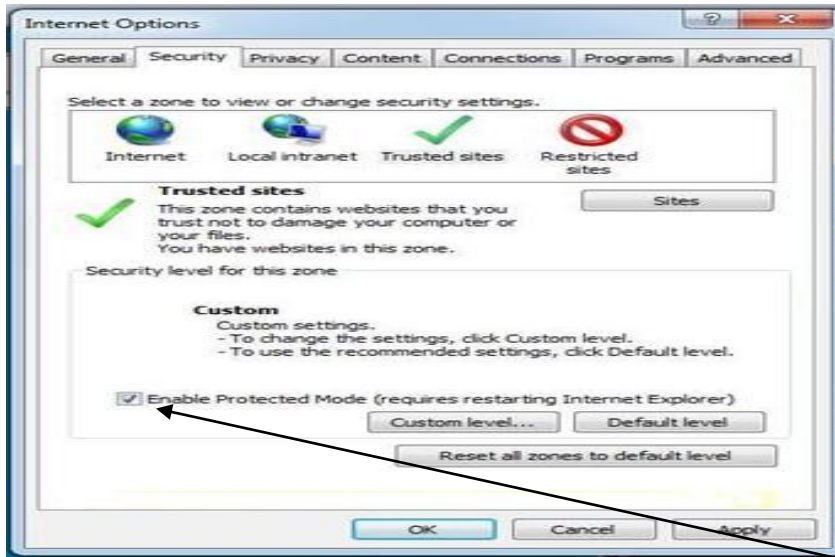 Internet Options
General Security Privacy Content Connections Programs Advanced
Select a zone to view or change security settings.
Internet Local intranet Trusted sites Restricted sites
Trusted sites
Sites
This zone contains websites that you
trust not to damage your computer or
your files.
You have websites in this zone.
Security level for this zone
Custom
Custom settings.
- To change the settings, click Custom level.
- To use the recommended settings, click Default level.
Enable Protected Mode (requires restarting Internet Explorer)
Custom level... Default level
Reset all zones to default level
OK Cancel Apply